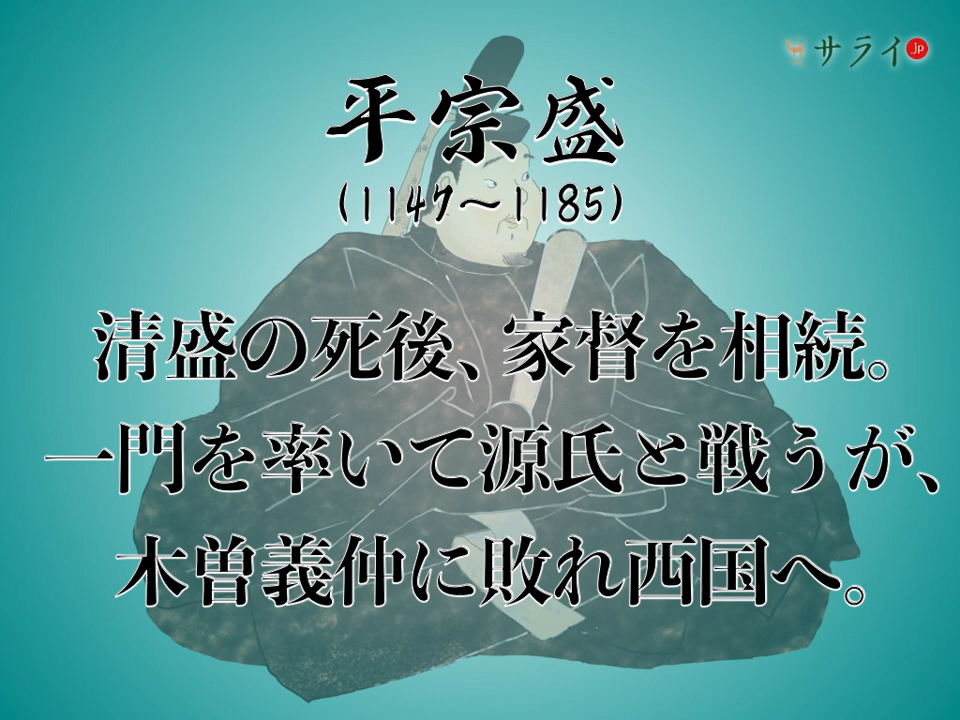 サライ.jp
平宗盛
(1147〜1185)
清盛の死後、家督を相続。
一門を率いて源氏と戦うが、
木曽義仲に敗れ西国へ。